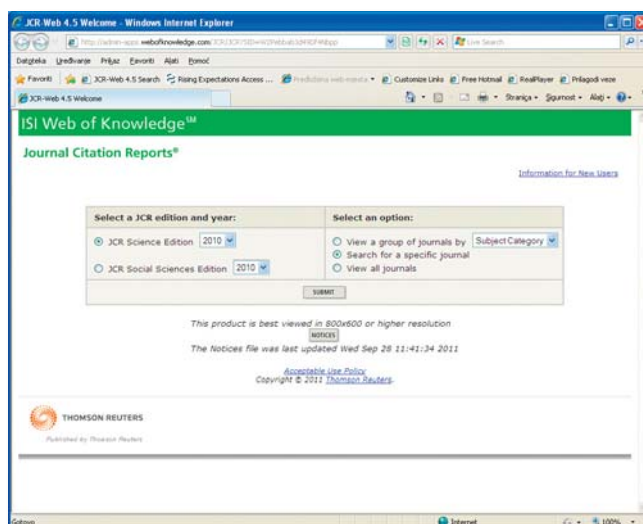 JCR-Web 4.5 Welcome - Windows Internet Explorer
webofknowledge.com
Live Search
Datoteka Uređivanje Prikaz Favoriti Alati Pomoć
Favoriti JCR-Web 4.5 Search Rising Expectations Access ... Customize Links Free Hotmail RealPlayer Prilagodi veze
JCR-Web 4.5 Welcome Stranica Sigurnost Alati
ISI Web of Knowledge℠
Journal Citation Reports®
Information for New Users
Select a JCR edition and year: Select an option:
JCR Science Edition 2010 View a group of journals by Subject Category
Search for a specific journal
JCR Social Sciences Edition 2010 View all journals
SUBMIT
This product is best viewed in 800x600 or higher resolution
NOTICES
The Notices file was last updated Wed Sep 28 11:41:34 2011
Acceptable Use Policy
Copyright © 2011 Thomson Reuters.
THOMSON REUTERS
Published by Thomson Reuters
Gotovo Internet 100%